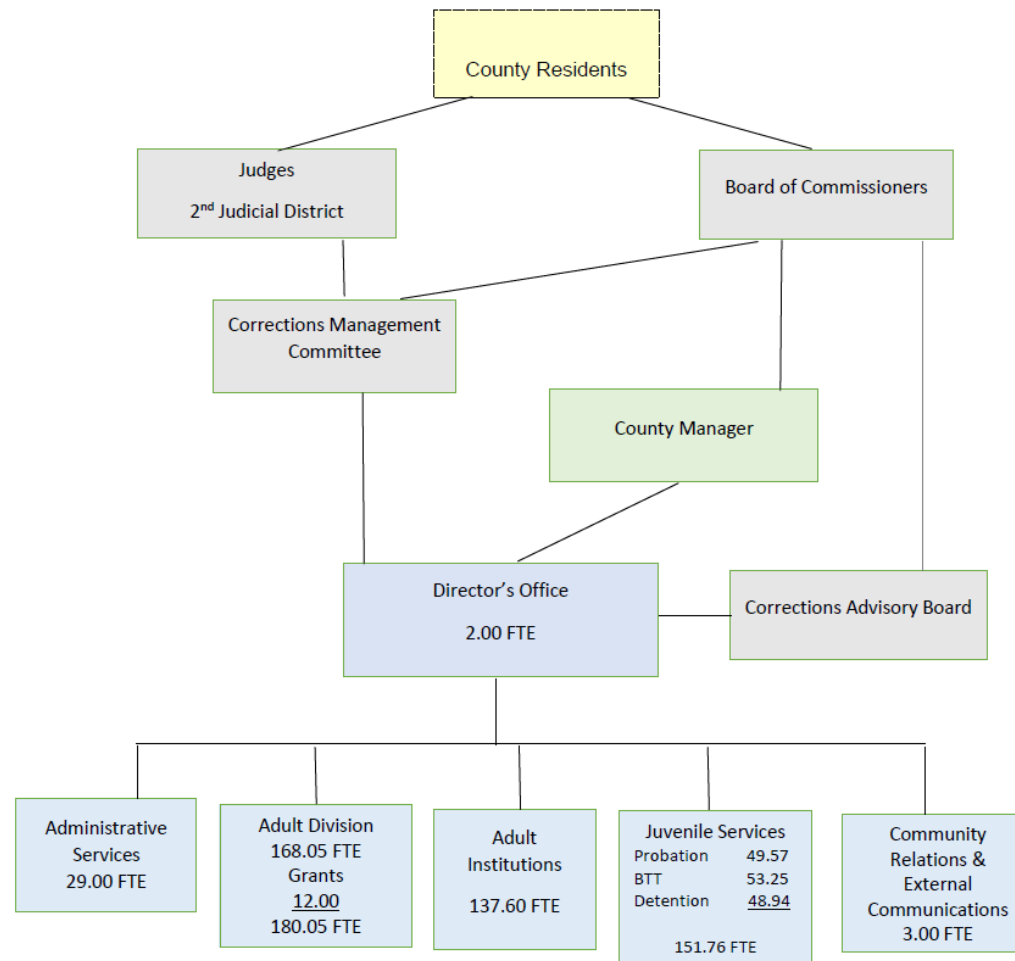 County Residents
Judges
2nd Judicial District
Board of Commissioners
Corrections Management
Committee
County Manager
Director’s Office
2.00 FTE
Corrections Advisory Board
Administrative
Services
29.00 FTE
Adult Division
168.05 FTE
Grants
12.00
180.05 FTE
Adult
Institutions
137.60 FTE
Juvenile Services
Probation 49.57
BTT 53.25
Detention 48.94
151.76 FTE
Community
Relations &
External
Communications
3.00 FTE